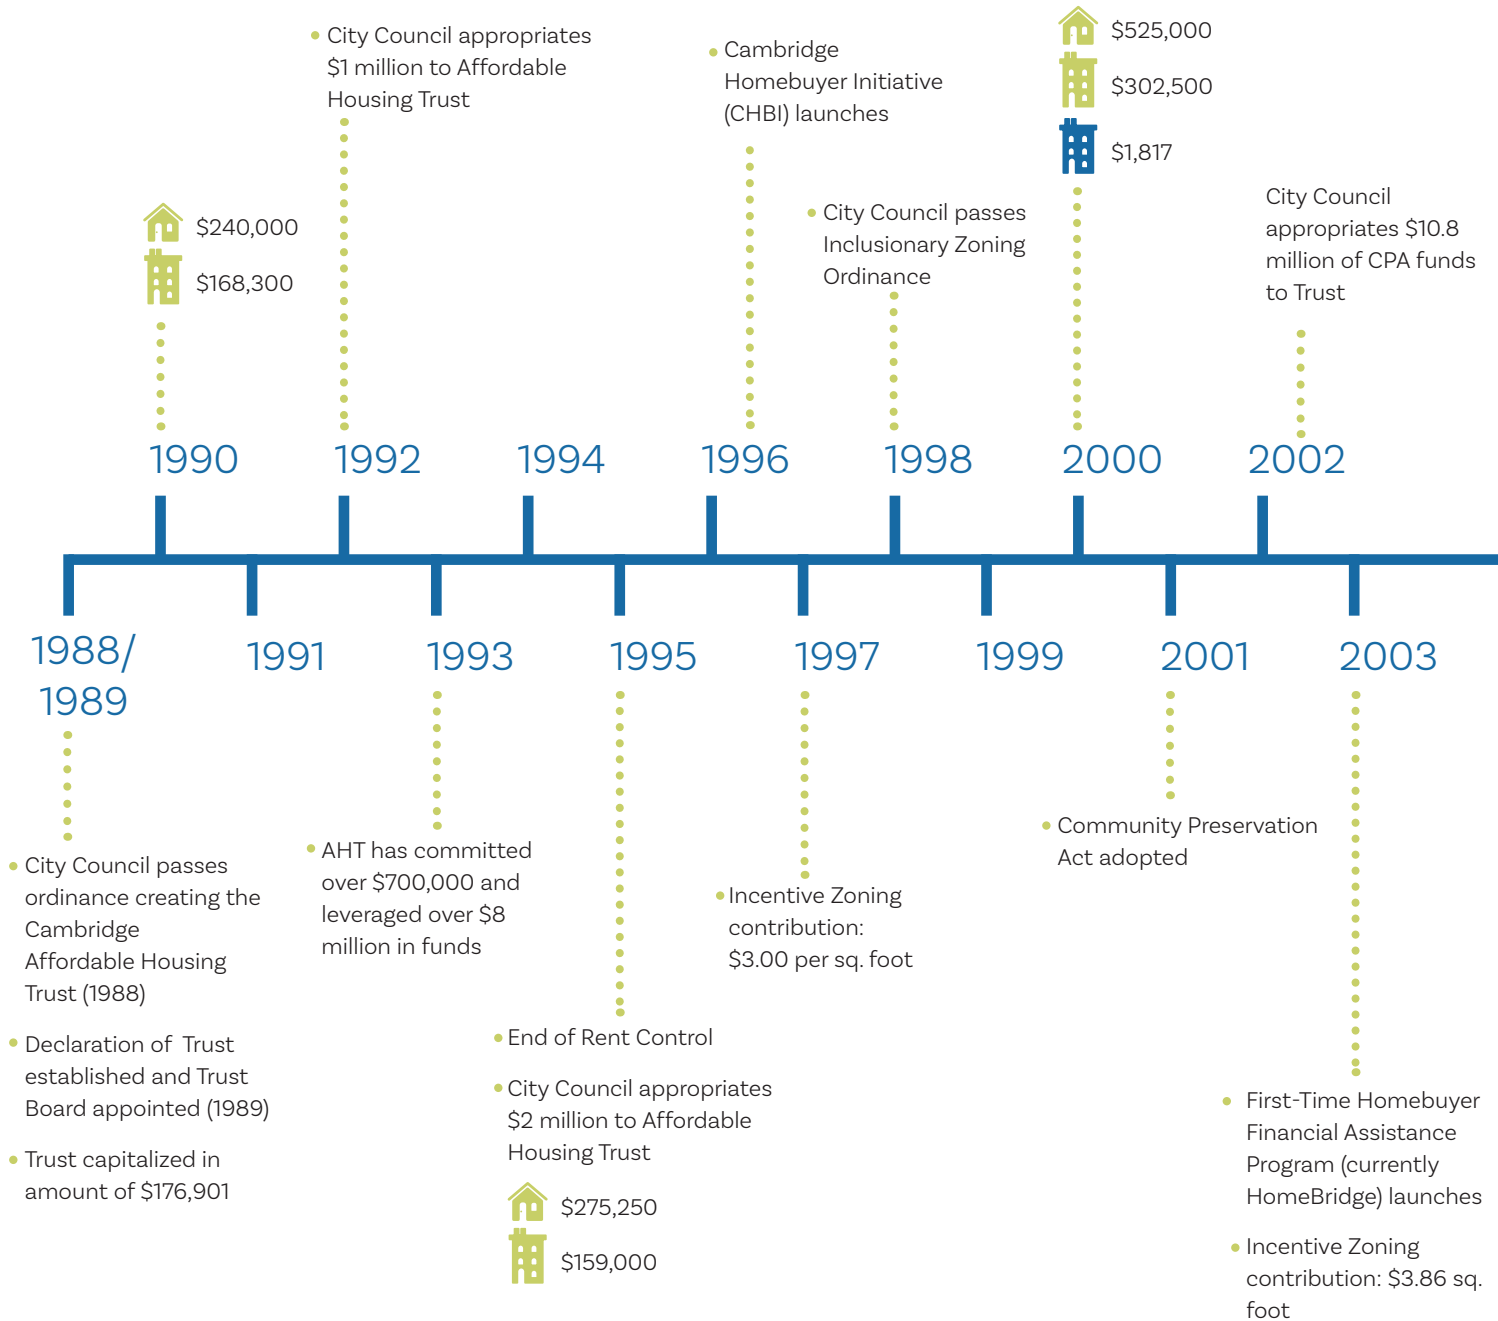 City Council appropriates
$1 million to Affordable
Housing Trust
Cambridge
Homebuyer Initiative
(CHBI) launches
$525,000
$302,500
$1,817
$240,000
$168,300
City Council passes
Inclusionary Zoning
Ordinance
City Council
appropriates $10.8
million of CPA funds
to Trust
1990
1992
1994
1996
1998
2000
2002
1988/
1989
1991
1993
1995
1997
1999
2001
2003
City Council passes
ordinance creating the
Cambridge
Affordable Housing
Trust (1988)
Declaration of Trust
established and Trust
Board appointed (1989)
Trust capitalized in
amount of $176,901
AHT has committed
over $700,000 and
leveraged over $8
million in funds
End of Rent Control
City Council appropriates
$2 million to Affordable
Housing Trust
$275,250
$159,000
Incentive Zoning
contribution:
$3.00 per sq. foot
Community Preservation
Act adopted
First-Time Homebuyer
Financial Assistance
Program (currently
HomeBridge) launches
Incentive Zoning
contribution: $3.86 sq.
foot